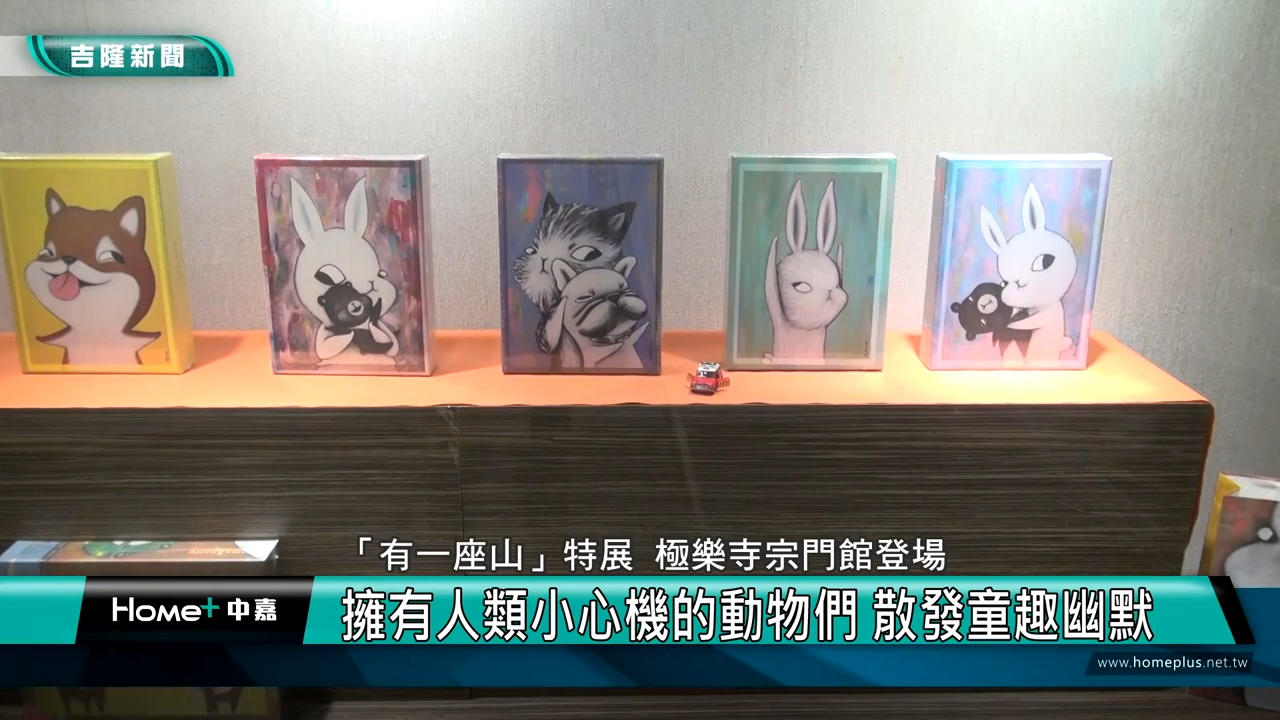 吉隆新聞
「有一座山」特展 極樂寺宗門館登場
Home+ 中嘉
擁有人類小心機的動物們 散發童趣幽默
www.homeplus.net.tw